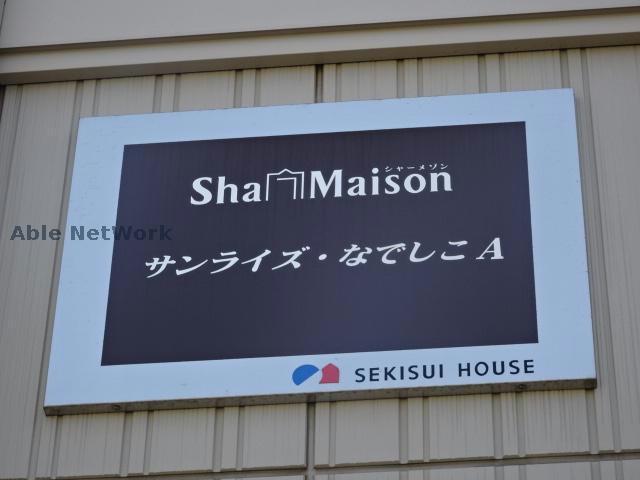 シャーメゾン
Sha Maison
Able NetWork
サンライズ・なでしこ A
SEKISUI HOUSE